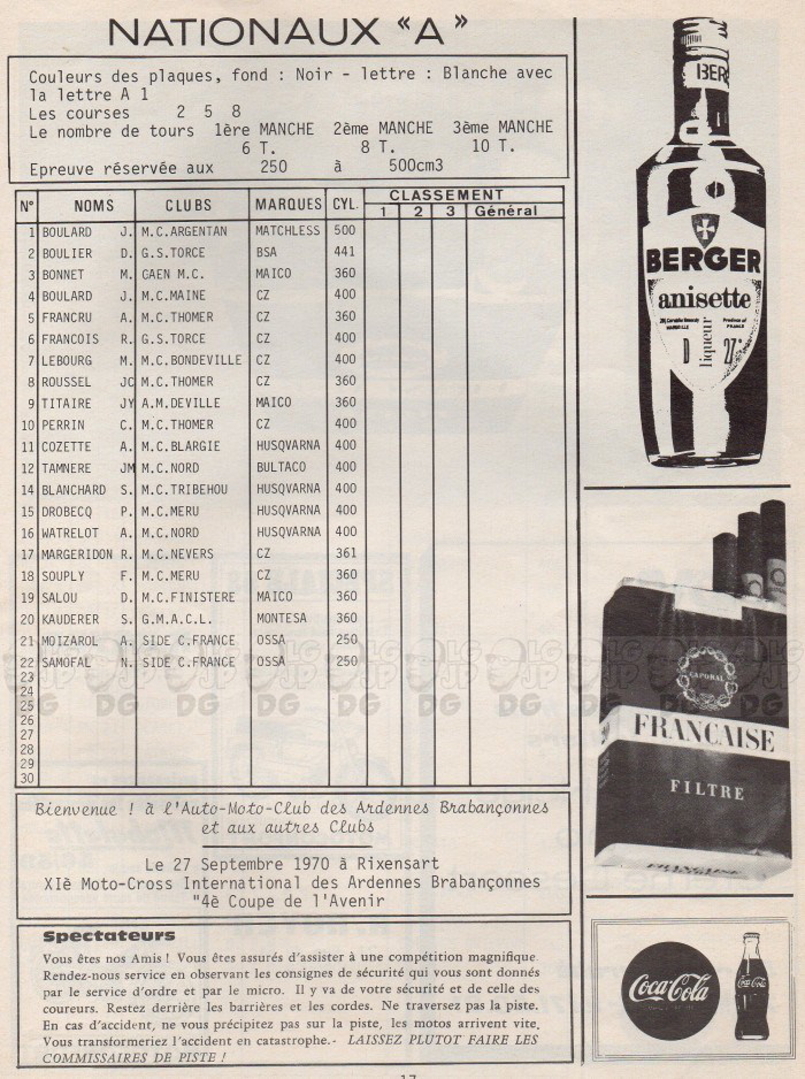 NATIONAUX "A"
Couleurs des plaques, fond : Noir - lettre : Blanche avec
la lettre A 1
Les courses 2 5 8
Le nombre de tours 1ère MANCHE 2ème MANCHE 3ème MANCHE
6 T. 8 T. 10 T.
Epreuve réservée aux 250 à 500cm3
N° NOMS CLUBS MARQUES CYL. CLASSEMENT
1 2 3 Général
1 BOULARD J. M.C.ARGENTAN MATCHLESS 500
2 BOULIER D. G.S.TORCE BSA 441
3 BONNET M. CAEN M.C. MAICO 360
4 BOULARD J. M.C.MAINE CZ 400
5 FRANCRU A. M.C.THOMER CZ 360
6 FRANCOIS R. G.S.TORCE CZ 400
7 LEBOURG M. M.C.BONDEVILLE CZ 400
8 ROUSSEL JC M.C.THOMER CZ 360
9 TITAIRE JY A.M.DEVILLE MAICO 360
10 PERRIN C. M.C.THOMER CZ 400
11 COZETTE A. M.C.BLARGIE HUSQVARNA 400
12 TAMNERE JM M.C.NORD BULTACO 400
14 BLANCHARD S. M.C.TRIBEHOU HUSQVARNA 400
15 DROBECQ P. M.C.MERU HUSQVARNA 400
16 WATRELOT A. M.C.NORD HUSQVARNA 400
17 MARGERIDON R. M.C.NEVERS CZ 361
18 SOUPLY F. M.C.MERU CZ 360
19 SALOU D. M.C.FINISTERE MAICO 360
20 KAUDERER S. G.M.A.C.L. MONTESA 360
21 MOIZAROL A. SIDE C.FRANCE OSSA 250
22 SAMOFAL N. SIDE C.FRANCE OSSA 250
23
24
25
26
27
28
29
30
Bienvenue ! à l'Auto-Moto-Club des Ardennes Brabançonnes
et aux autres Clubs
Le 27 Septembre 1970 à Rixensart
XIè Moto-Cross International des Ardennes Brabançonnes
"4è Coupe de l'Avenir
Spectateurs
Vous êtes nos Amis ! Vous êtes assurés d'assister à une compétition magnifique.
Rendez-nous service en observant les consignes de sécurité qui vous sont donnés
par le service d'ordre et par le micro. Il y va de votre sécurité et de celle des
coureurs. Restez derrière les barrières et les cordes. Ne traversez pas la piste.
En cas d'accident, ne vous précipitez pas sur la piste, les motos arrivent vite.
Vous transformeriez l'accident en catastrophe.- LAISSEZ PLUTOT FAIRE LES
COMMISSAIRES DE PISTE !
BER
BERGER
anisette
MARSEILLE
FRANCE
liqueur
D 27°
CAPORAL
FRANÇAISE
FILTRE
FRANÇAISE
Coca-Cola
Coca-Cola
17
LG JP DG